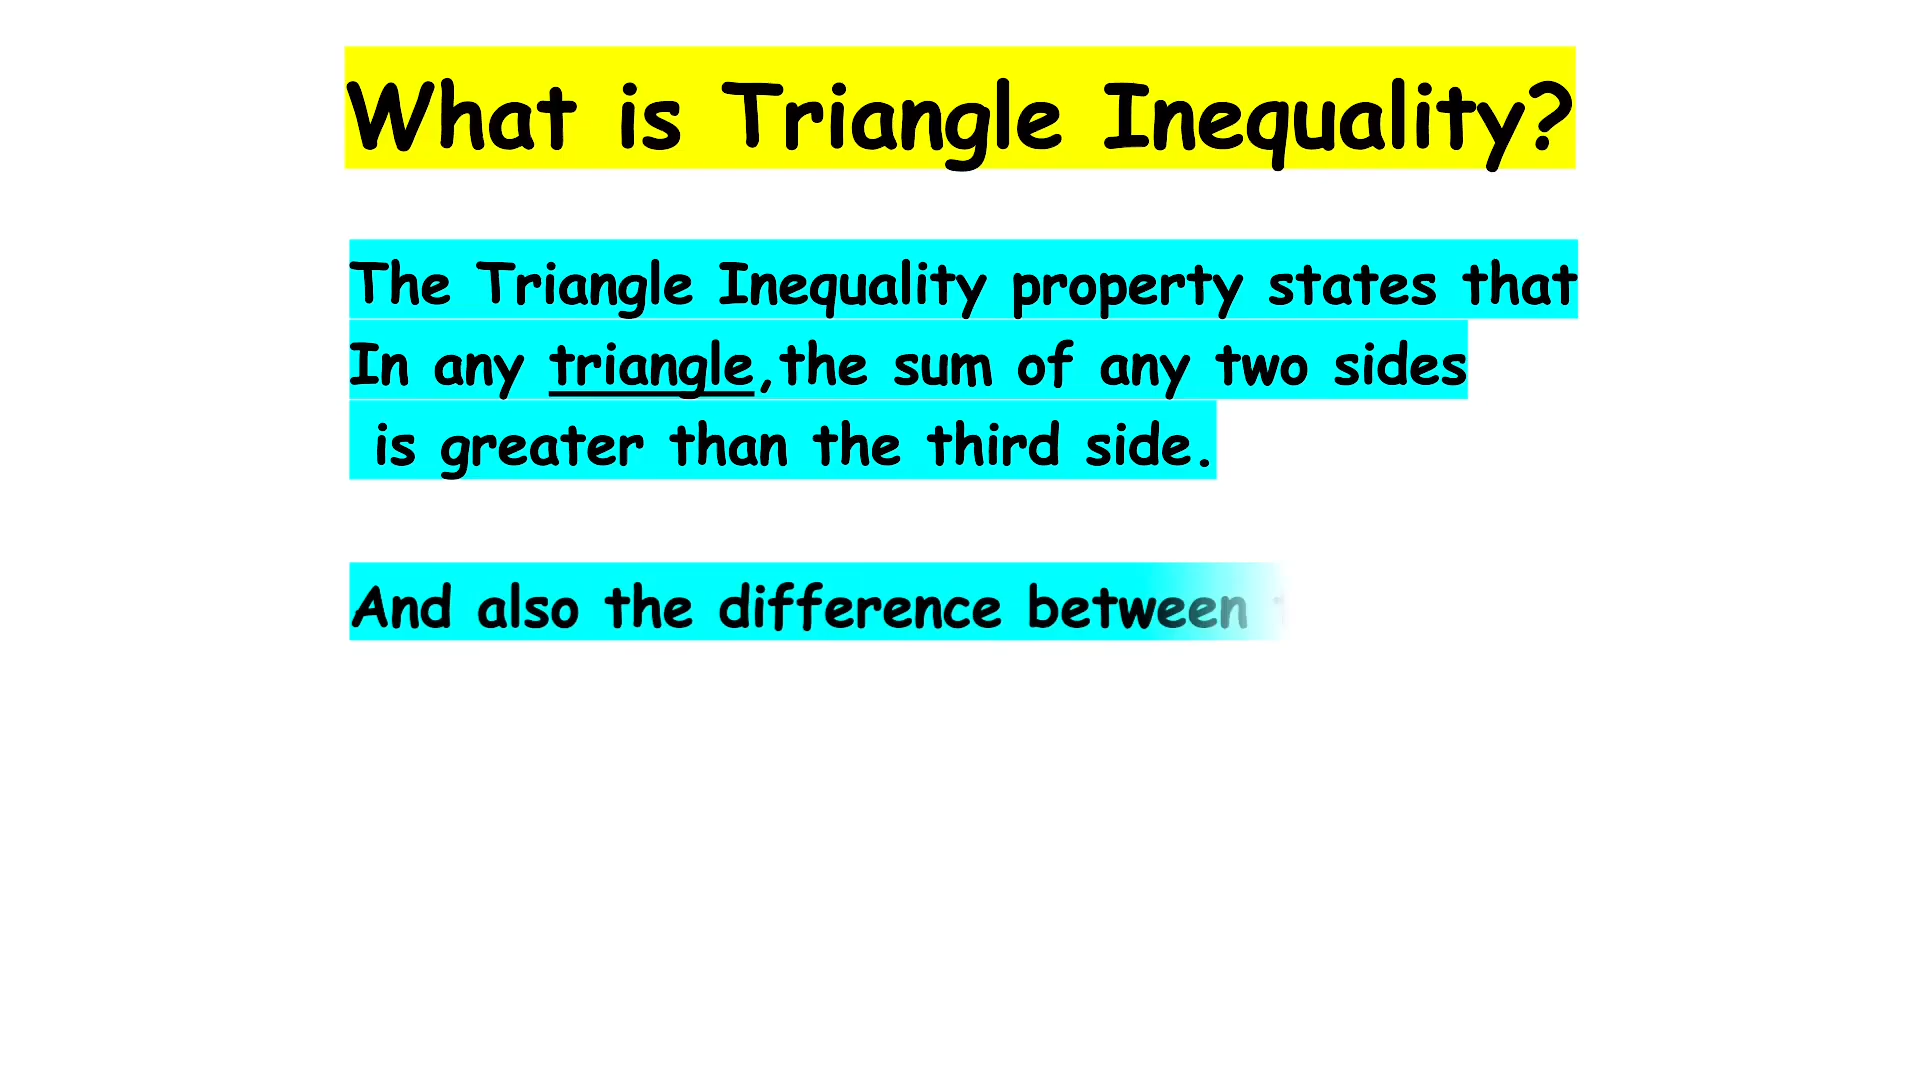 What is Triangle Inequality?
The Triangle Inequality property states that
In any triangle,the sum of any two sides
is greater than the third side.
And also the difference between